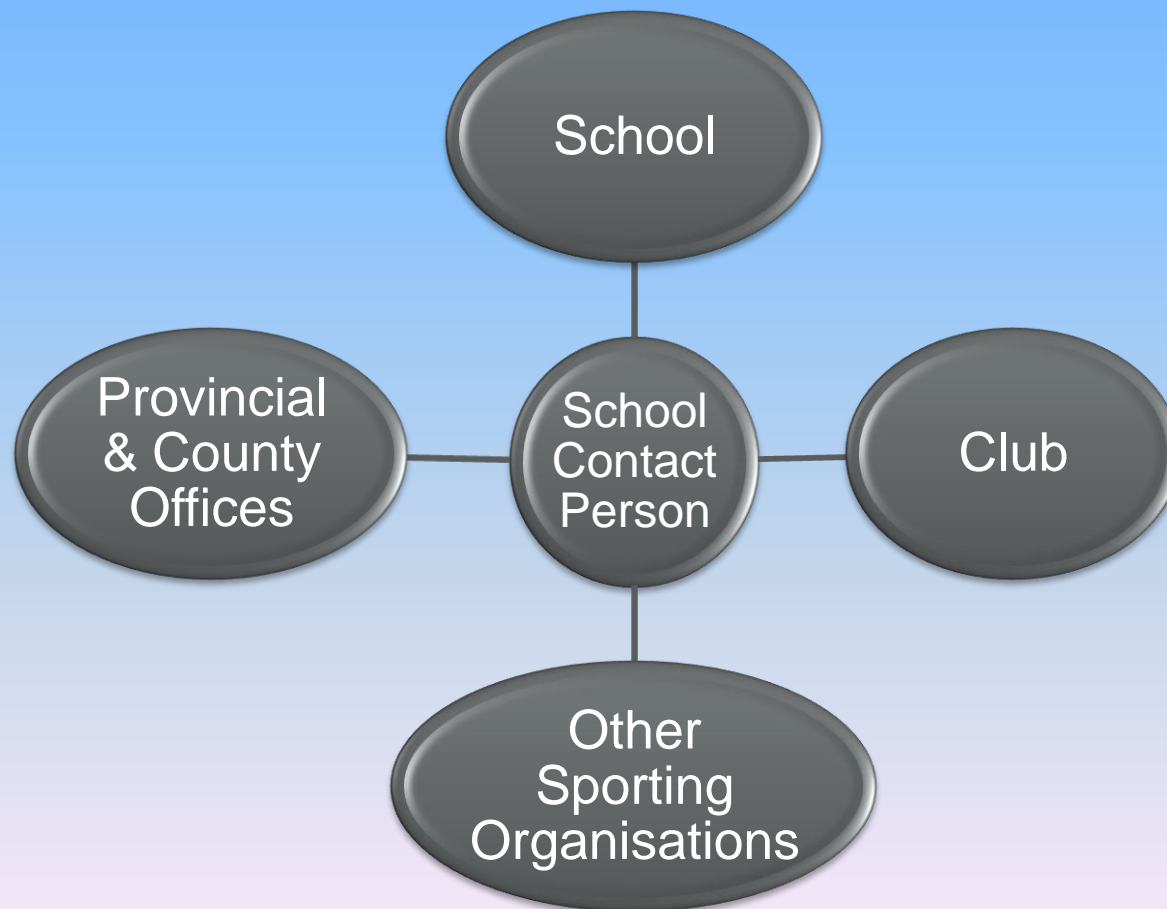 School
Provincial
& County
Offices
School
Contact
Person
Club
Other
Sporting
Organisations